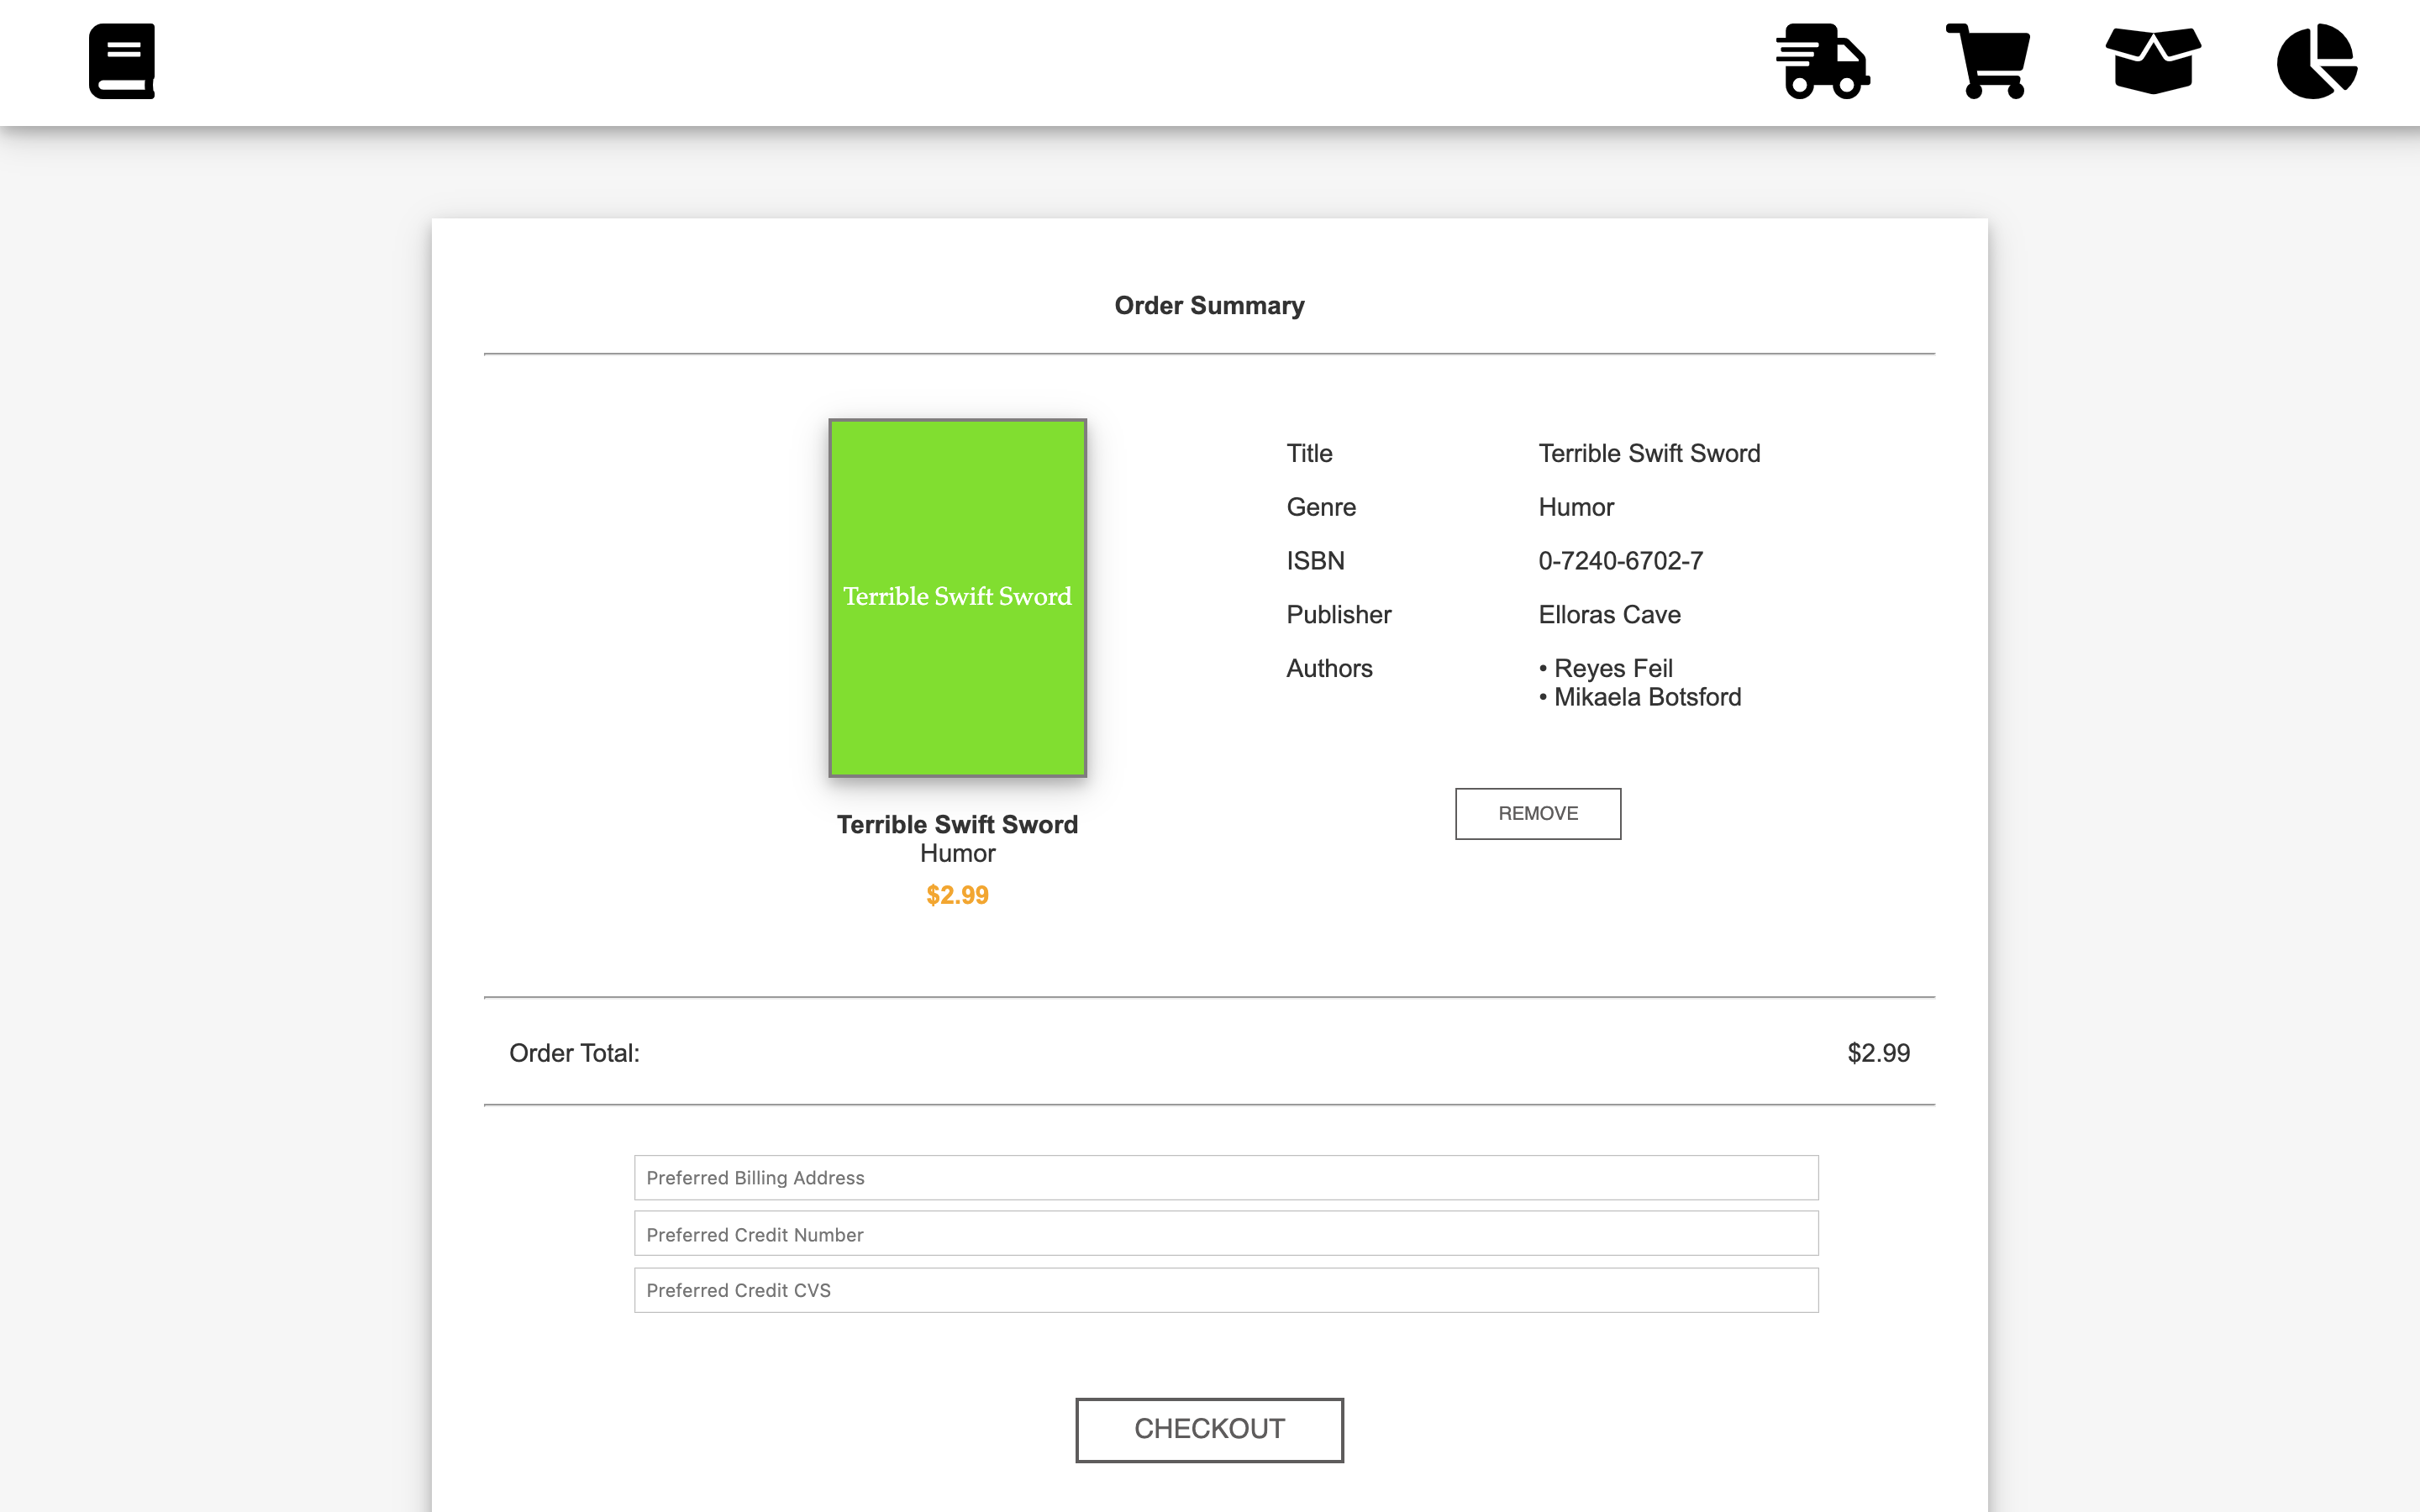 Order Summary
Terrible Swift Sword
Terrible Swift Sword
Humor
$2.99
Title Terrible Swift Sword
Genre Humor
ISBN 0-7240-6702-7
Publisher Elloras Cave
Authors • Reyes Feil
• Mikaela Botsford
REMOVE
Order Total: $2.99
Preferred Billing Address
Preferred Credit Number
Preferred Credit CVS
CHECKOUT